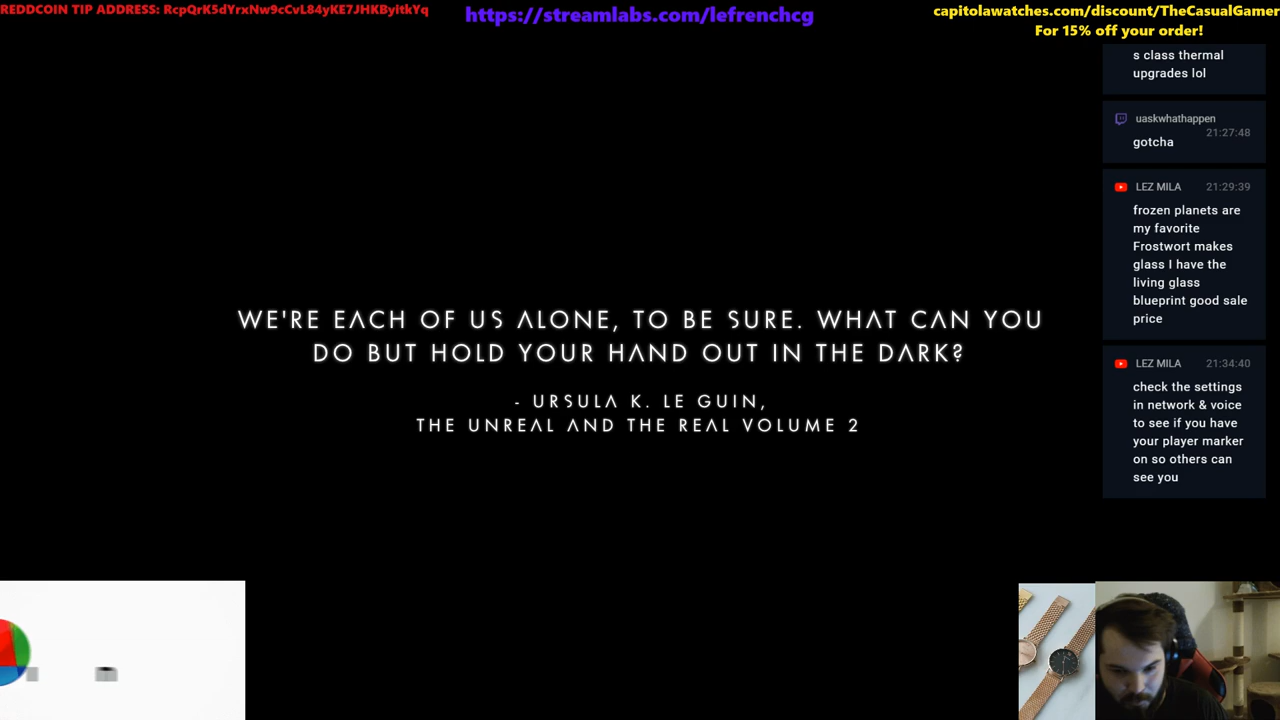 REDDCOIN TIP ADDRESS: RcpQrK5dYrxNw9cCvL84yKE7JHKByitkYq
https://streamlabs.com/lefrenchcg
capitolawatches.com/discount/TheCasualGamer
For 15% off your order!
s class thermal
upgrades lol
uaskwhathappen
21:27:48
gotcha
LEZ MILA 21:29:39
frozen planets are
my favorite
Frostwort makes
glass I have the
living glass
blueprint good sale
price
LEZ MILA 21:34:40
check the settings
in network & voice
to see if you have
your player marker
on so others can
see you
WE'RE EACH OF US ALONE, TO BE SURE. WHAT CAN YOU
DO BUT HOLD YOUR HAND OUT IN THE DARK?
- URSULA K. LE GUIN,
THE UNREAL AND THE REAL VOLUME 2